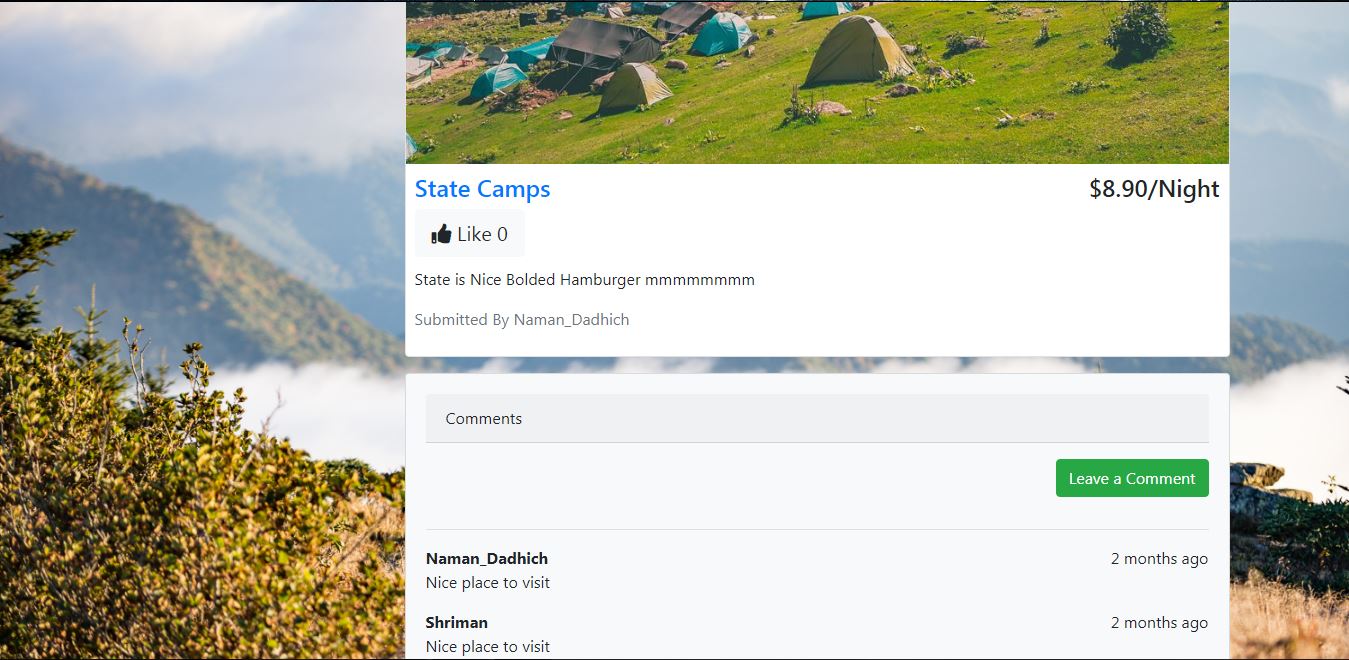 State Camps $8.90/Night
Like 0
State is Nice Bolded Hamburger mmmmmmmm
Submitted By Naman_Dadhich
Comments
Leave a Comment
Naman_Dadhich 2 months ago
Nice place to visit
Shriman 2 months ago
Nice place to visit